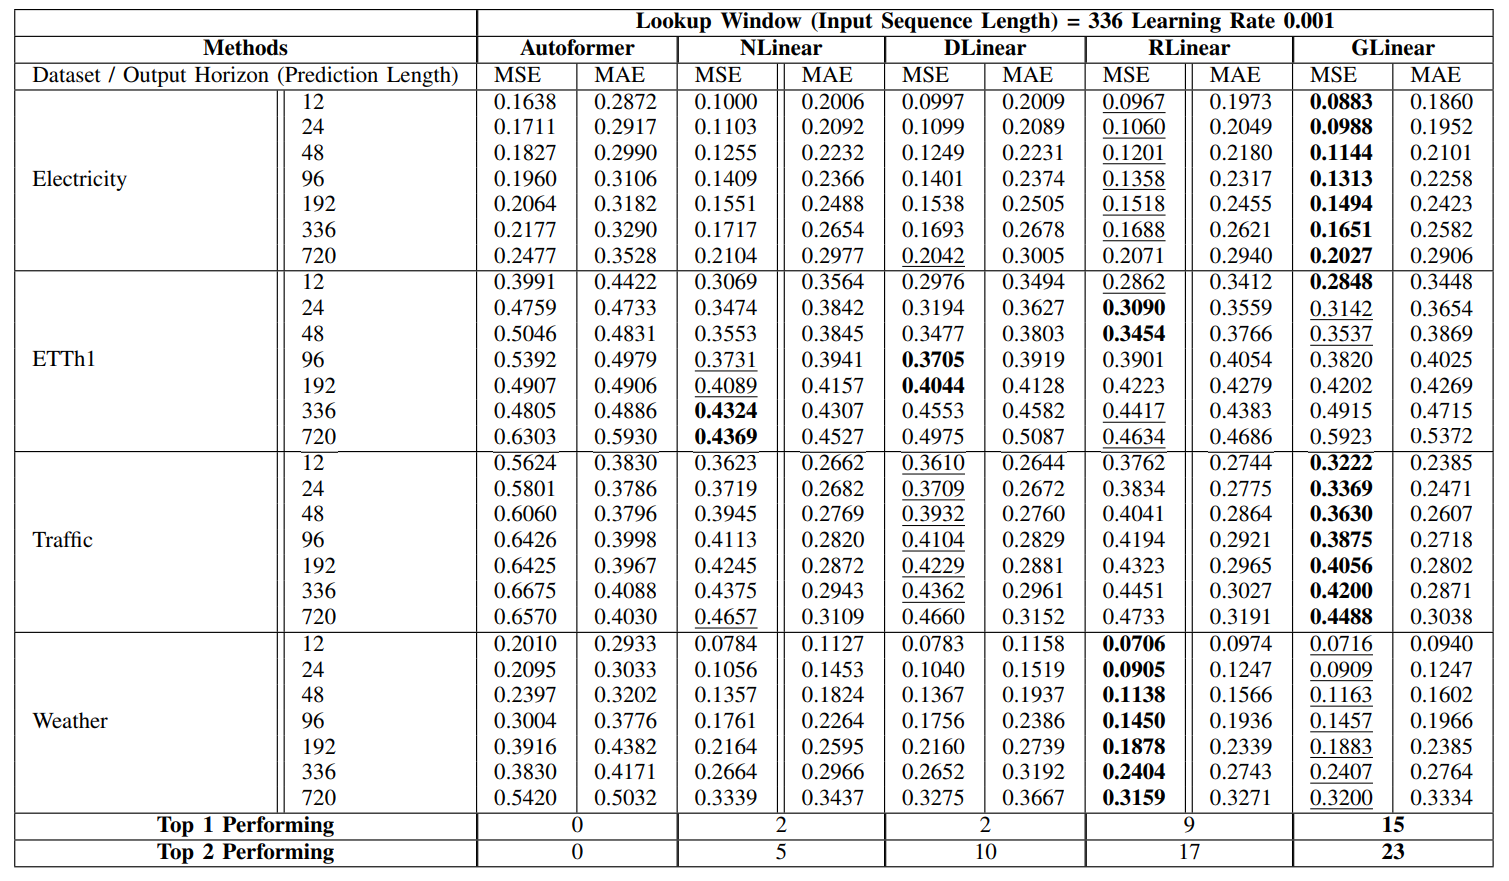 Lookup Window (Input Sequence Length) = 336 Learning Rate 0.001
Methods Autoformer NLinear DLinear RLinear GLinear
Dataset / Output Horizon (Prediction Length) MSE MAE MSE MAE MSE MAE MSE MAE MSE MAE
12 0.1638 0.2872 0.1000 0.2006 0.0997 0.2009 0.0967 0.1973 0.0883 0.1860
24 0.1711 0.2917 0.1103 0.2092 0.1099 0.2089 0.1060 0.2049 0.0988 0.1952
48 0.1827 0.2990 0.1255 0.2232 0.1249 0.2231 0.1201 0.2180 0.1144 0.2101
Electricity 96 0.1960 0.3106 0.1409 0.2366 0.1401 0.2374 0.1358 0.2317 0.1313 0.2258
192 0.2064 0.3182 0.1551 0.2488 0.1538 0.2505 0.1518 0.2455 0.1494 0.2423
336 0.2177 0.3290 0.1717 0.2654 0.1693 0.2678 0.1688 0.2621 0.1651 0.2582
720 0.2477 0.3528 0.2104 0.2977 0.2042 0.3005 0.2071 0.2940 0.2027 0.2906
12 0.3991 0.4422 0.3069 0.3564 0.2976 0.3494 0.2862 0.3412 0.2848 0.3448
24 0.4759 0.4733 0.3474 0.3842 0.3194 0.3627 0.3090 0.3559 0.3142 0.3654
48 0.5046 0.4831 0.3553 0.3845 0.3477 0.3803 0.3454 0.3766 0.3537 0.3869
ETTh1 96 0.5392 0.4979 0.3731 0.3941 0.3705 0.3919 0.3901 0.4054 0.3820 0.4025
192 0.4907 0.4906 0.4089 0.4157 0.4044 0.4128 0.4223 0.4279 0.4202 0.4269
336 0.4805 0.4886 0.4324 0.4307 0.4553 0.4582 0.4417 0.4383 0.4915 0.4715
720 0.6303 0.5930 0.4369 0.4527 0.4975 0.5087 0.4634 0.4686 0.5923 0.5372
12 0.5624 0.3830 0.3623 0.2662 0.3610 0.2644 0.3762 0.2744 0.3222 0.2385
24 0.5801 0.3786 0.3719 0.2682 0.3709 0.2672 0.3834 0.2775 0.3369 0.2471
48 0.6060 0.3796 0.3945 0.2769 0.3932 0.2760 0.4041 0.2864 0.3630 0.2607
Traffic 96 0.6426 0.3998 0.4113 0.2820 0.4104 0.2829 0.4194 0.2921 0.3875 0.2718
192 0.6425 0.3967 0.4245 0.2872 0.4229 0.2881 0.4323 0.2965 0.4056 0.2802
336 0.6675 0.4088 0.4375 0.2943 0.4362 0.2961 0.4451 0.3027 0.4200 0.2871
720 0.6570 0.4030 0.4657 0.3109 0.4660 0.3152 0.4733 0.3191 0.4488 0.3038
12 0.2010 0.2933 0.0784 0.1127 0.0783 0.1158 0.0706 0.0974 0.0716 0.0940
24 0.2095 0.3033 0.1056 0.1453 0.1040 0.1519 0.0905 0.1247 0.0909 0.1247
48 0.2397 0.3202 0.1357 0.1824 0.1367 0.1937 0.1138 0.1566 0.1163 0.1602
Weather 96 0.3004 0.3776 0.1761 0.2264 0.1756 0.2386 0.1450 0.1936 0.1457 0.1966
192 0.3916 0.4382 0.2164 0.2595 0.2160 0.2739 0.1878 0.2339 0.1883 0.2385
336 0.3830 0.4171 0.2664 0.2966 0.2652 0.3192 0.2404 0.2743 0.2407 0.2764
720 0.5420 0.5032 0.3339 0.3437 0.3275 0.3667 0.3159 0.3271 0.3200 0.3334
Top 1 Performing 0 2 2 9 15
Top 2 Performing 0 5 10 17 23